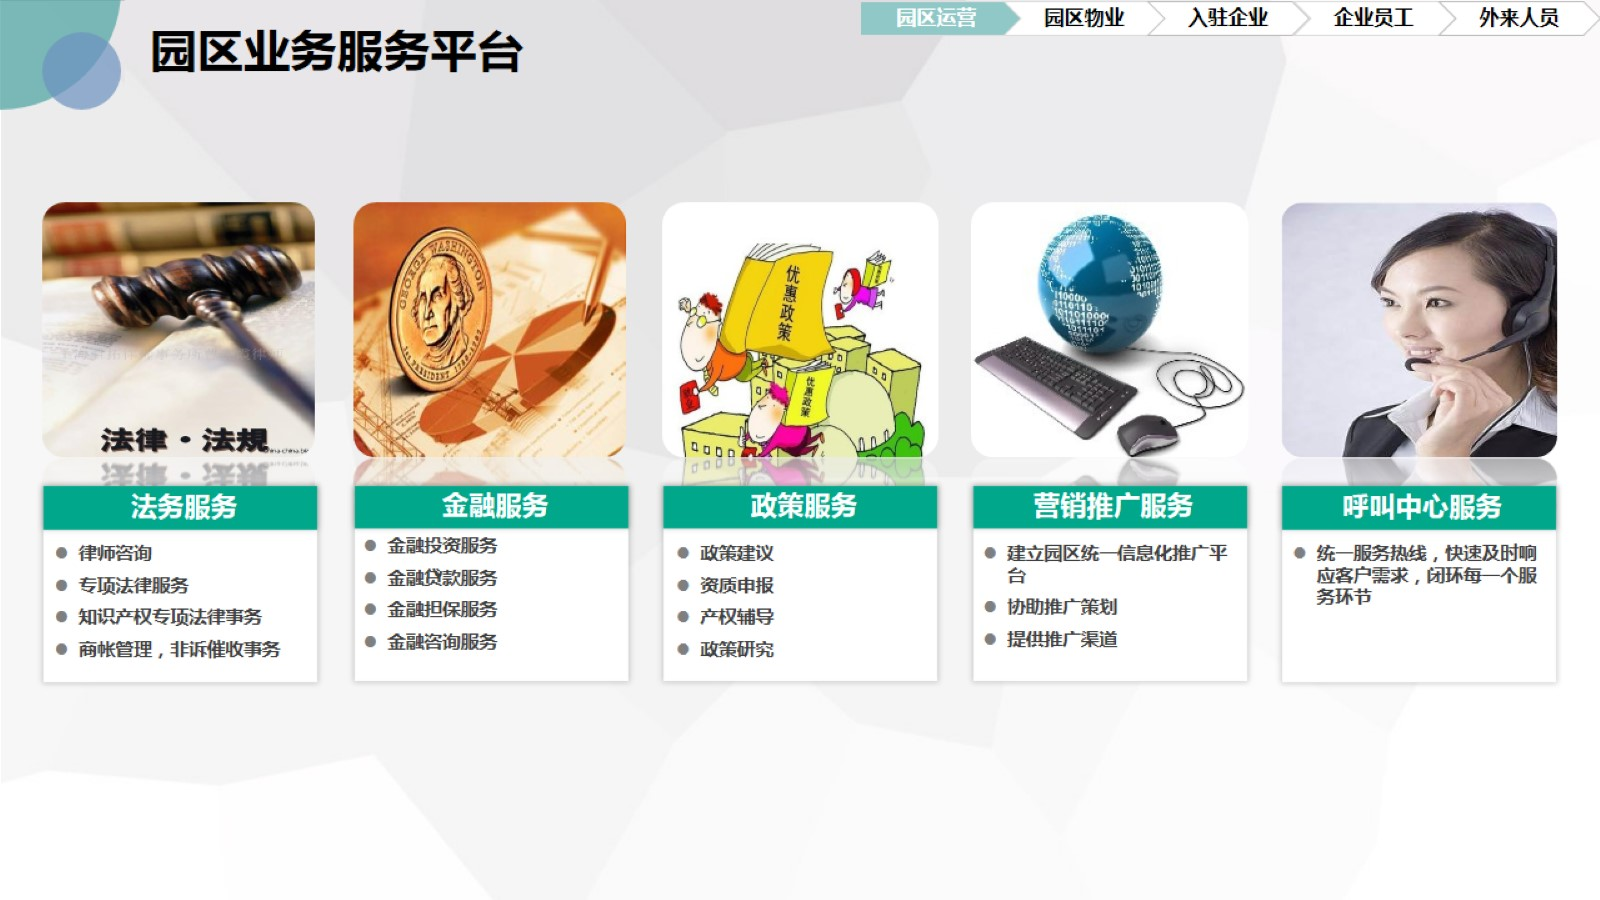 园区运营
园区物业
入驻企业
企业员工
外来人员
园区业务服务平台
法律·法规
GEORGE WASHINGTON
优惠政策
优惠政策
法务服务
律师咨询
专项法律服务
知识产权专项法律事务
商帐管理，非诉催收事务
金融服务
金融投资服务
金融贷款服务
金融担保服务
金融咨询服务
政策服务
政策建议
资质申报
产权辅导
政策研究
营销推广服务
建立园区统一信息化推广平
台
协助推广策划
提供推广渠道
呼叫中心服务
统一服务热线，快速及时响
应客户需求，闭环每一个服
务环节